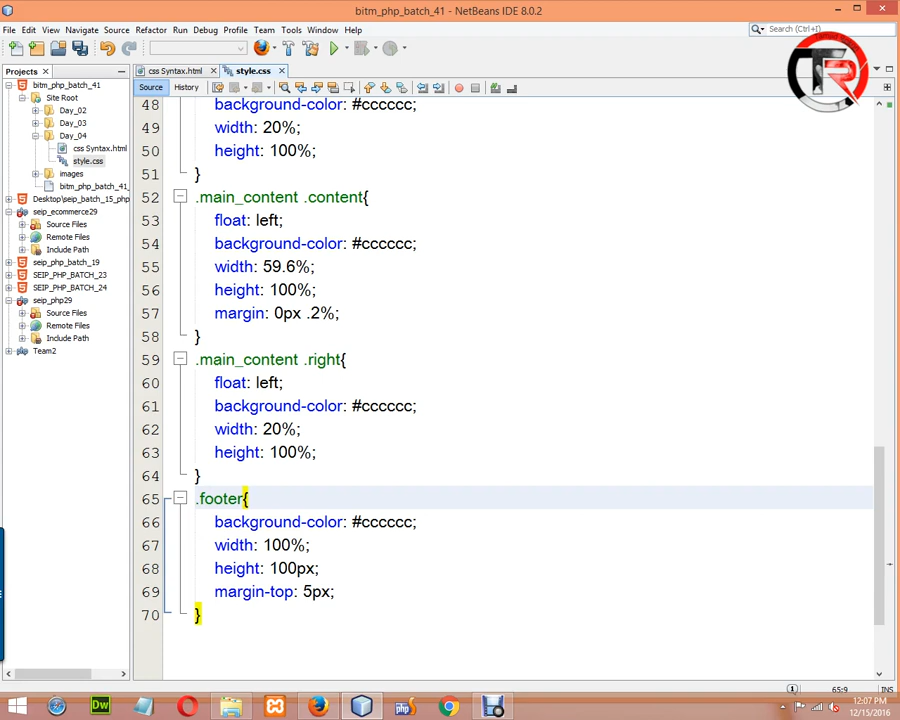 bitm_php_batch_41 - NetBeans IDE 8.0.2
File Edit View Navigate Source Refactor Run Debug Profile Team Tools Window Help
Search (Ctrl+I)
Projects
css Syntax.html
style.css
Source History
bitm_php_batch_41
Site Root
Day_02
Day_03
Day_04
css Syntax.html
style.css
images
bitm_php_batch_41_
Desktop\seip_batch_15_php
seip_ecommerce29
Source Files
Remote Files
Include Path
seip_php_batch_19
SEIP_PHP_BATCH_23
SEIP_PHP_BATCH_24
seip_php29
Source Files
Remote Files
Include Path
Team2
48 background-color: #cccccc;
49 width: 20%;
50 height: 100%;
51 }
52 .main_content .content{
53 float: left;
54 background-color: #cccccc;
55 width: 59.6%;
56 height: 100%;
57 margin: 0px .2%;
58 }
59 .main_content .right{
60 float: left;
61 background-color: #cccccc;
62 width: 20%;
63 height: 100%;
64 }
65 .footer{
66 background-color: #cccccc;
67 width: 100%;
68 height: 100px;
69 margin-top: 5px;
70 }
1 65:9 INS
Dw
php
12:07 PM
12/15/2016